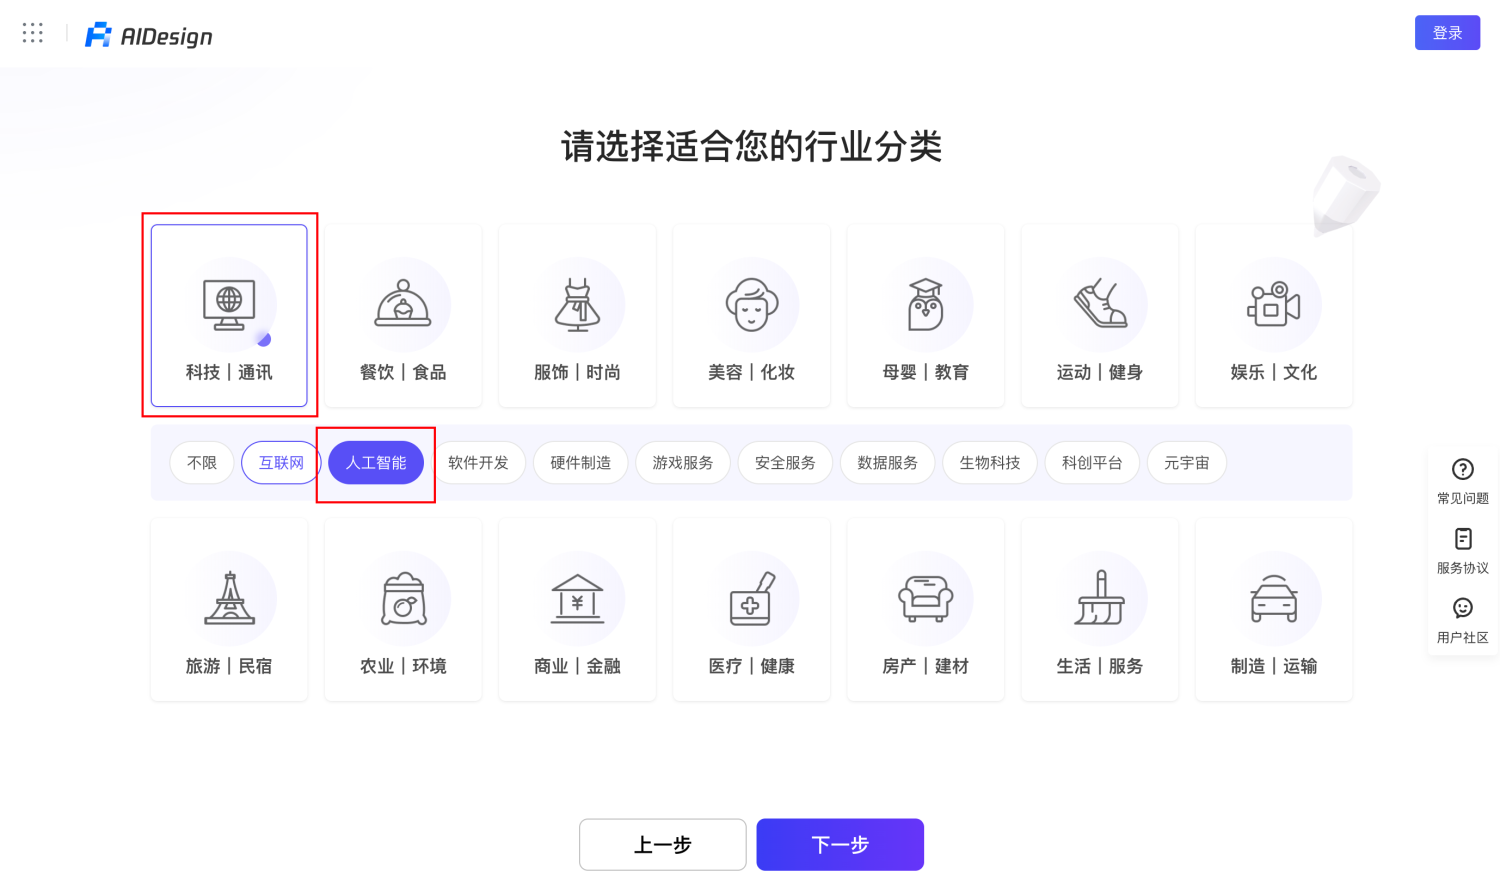 AIDesign
登录
请选择适合您的行业分类
科技｜通讯
餐饮｜食品
服饰｜时尚
美容｜化妆
母婴｜教育
运动｜健身
娱乐｜文化
不限
互联网
人工智能
软件开发
硬件制造
游戏服务
安全服务
数据服务
生物科技
科创平台
元宇宙
常见问题
服务协议
用户社区
旅游｜民宿
农业｜环境
商业｜金融
医疗｜健康
房产｜建材
生活｜服务
制造｜运输
上一步
下一步